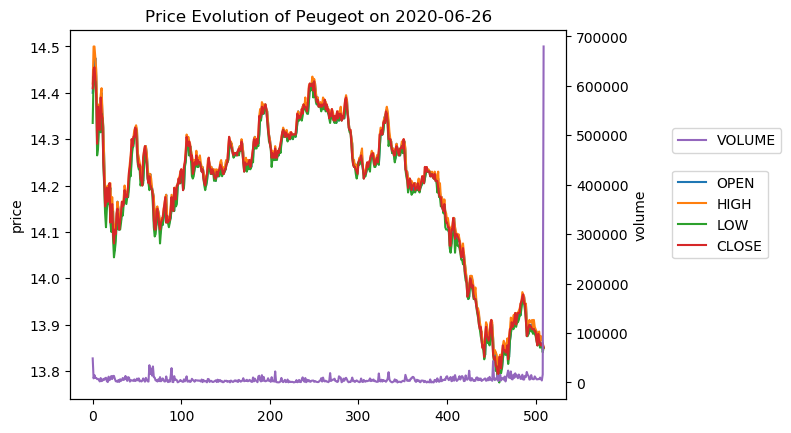 Price Evolution of Peugeot on 2020-06-26
price
14.5
14.4
14.3
14.2
14.1
14.0
13.9
13.8
0
100
200
300
400
500
700000
600000
500000
400000
300000
200000
100000
0
volume
VOLUME
OPEN
HIGH
LOW
CLOSE